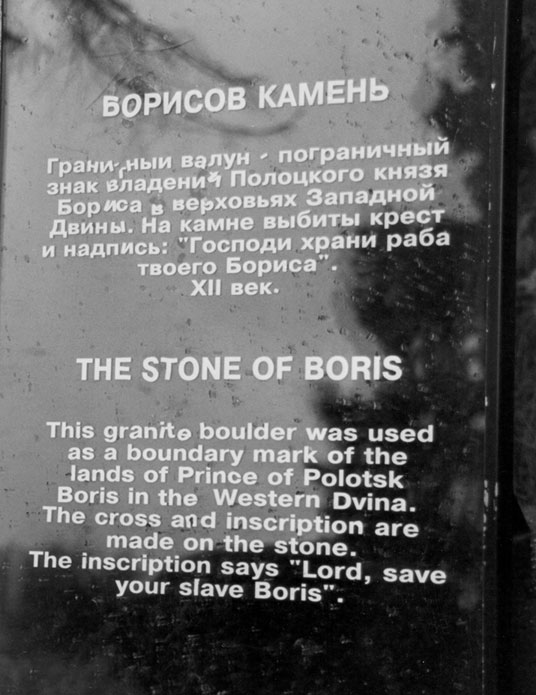 БОРИСОВ КАМЕНЬ
Гранитный валун - пограничный
знак владений Полоцкого князя
Бориса в верховьях Западной
Двины. На камне выбиты крест
и надпись: "Господи храни раба
твоего Бориса".
XII век.
THE STONE OF BORIS
This granite boulder was used
as a boundary mark of the
lands of Prince of Polotsk
Boris in the Western Dvina.
The cross and inscription are
made on the stone.
The inscription says "Lord, save
your slave Boris".